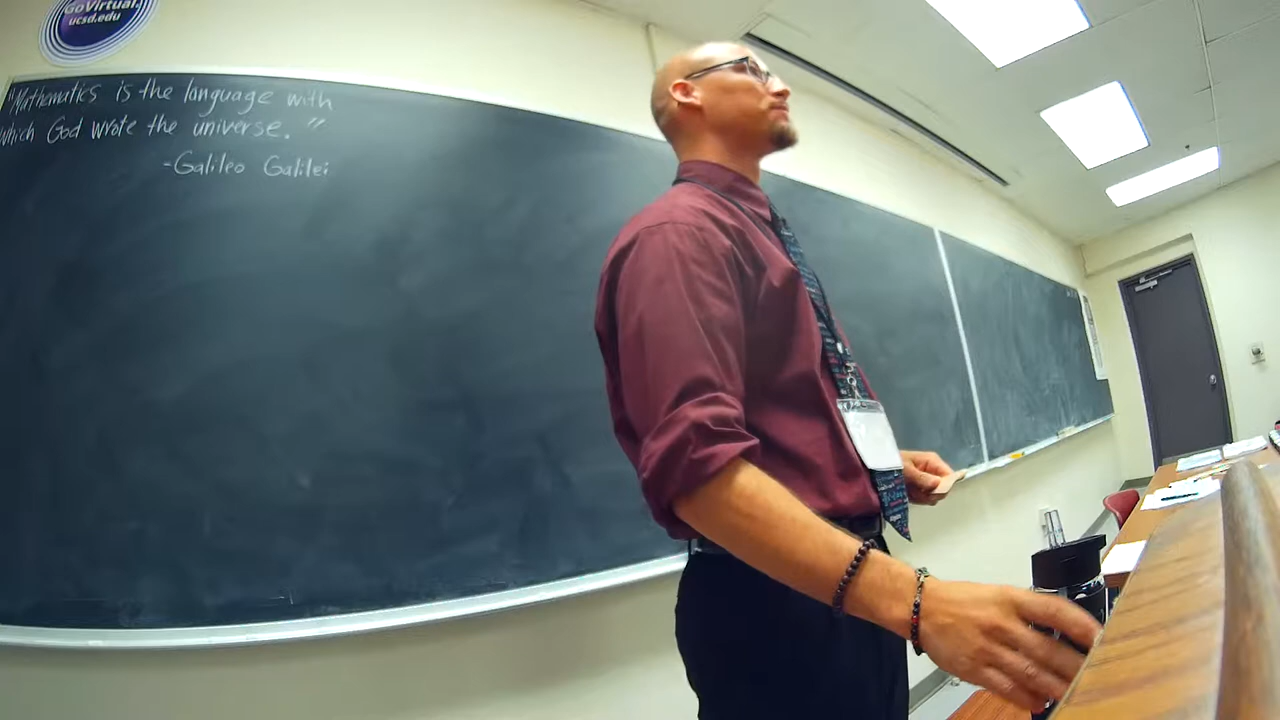 GoVirtual.
ucsd.edu
"Mathematics is the language with
which God wrote the universe."
-Galileo Galilei